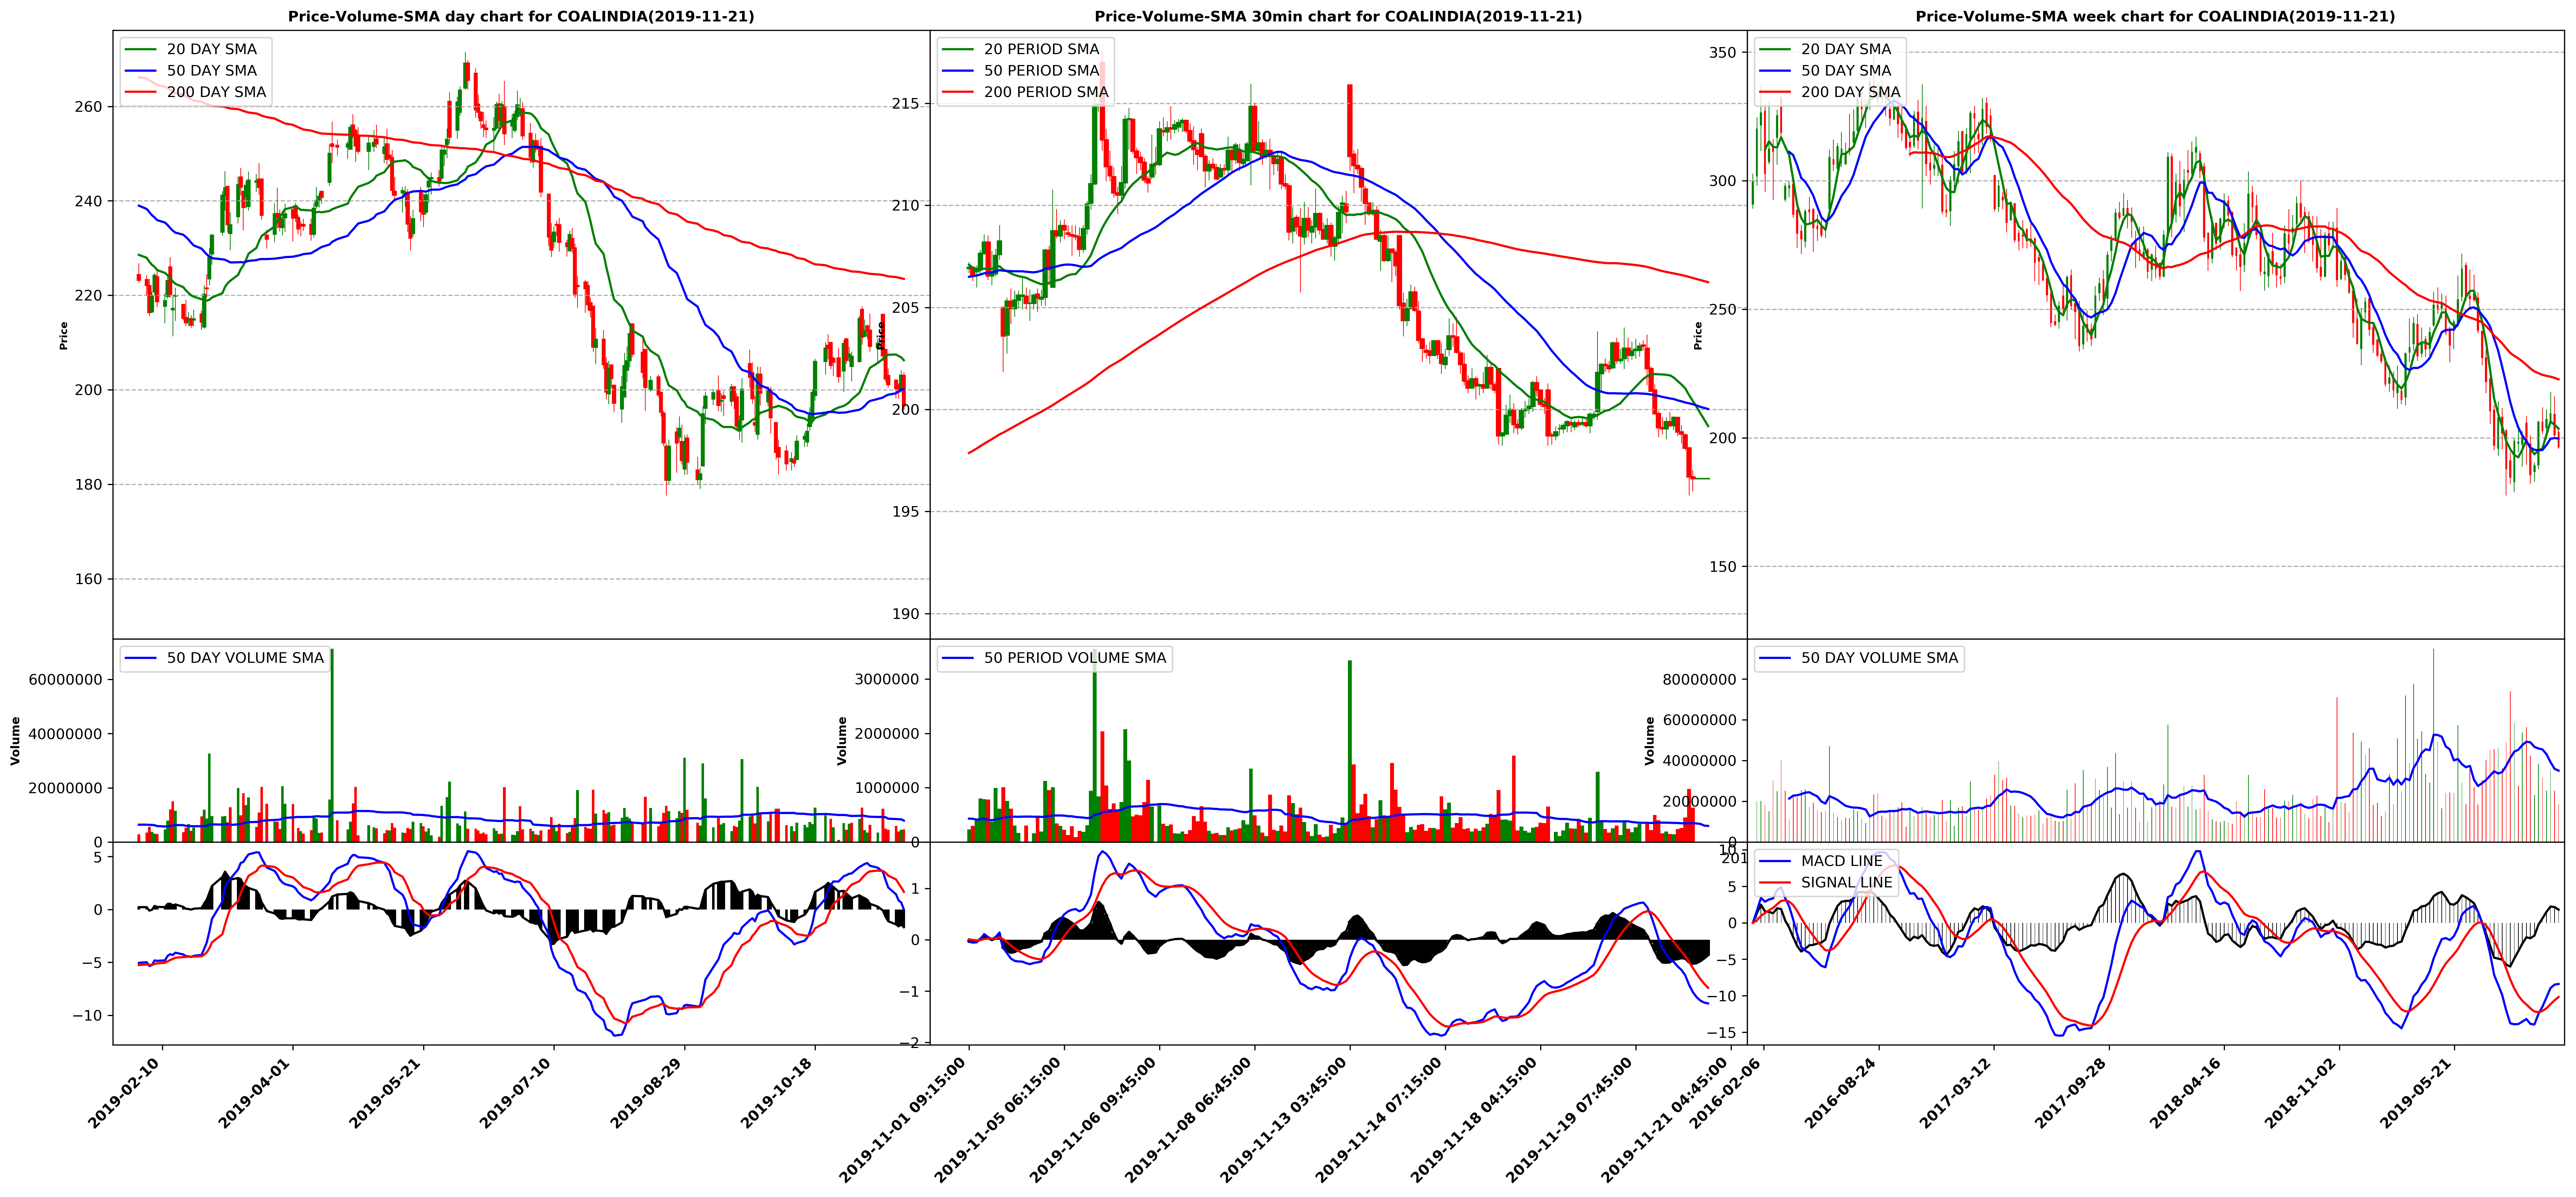 Price-Volume-SMA day chart for COALINDIA(2019-11-21)
20 DAY SMA
50 DAY SMA
200 DAY SMA
260
240
220
200
180
160
Price
50 DAY VOLUME SMA
60000000
40000000
20000000
0
Volume
5
0
−5
−10
2019-02-10
2019-04-01
2019-05-21
2019-07-10
2019-08-29
2019-10-18
Price-Volume-SMA 30min chart for COALINDIA(2019-11-21)
20 PERIOD SMA
50 PERIOD SMA
200 PERIOD SMA
215
210
205
200
195
190
Price
50 PERIOD VOLUME SMA
3000000
2000000
1000000
0
Volume
1
0
−1
−2
2019-11-01 09:15:00
2019-11-05 06:15:00
2019-11-06 09:45:00
2019-11-08 06:45:00
2019-11-13 03:45:00
2019-11-14 07:15:00
2019-11-18 04:15:00
2019-11-19 07:45:00
2019-11-21 04:45:00
Price-Volume-SMA week chart for COALINDIA(2019-11-21)
20 DAY SMA
50 DAY SMA
200 DAY SMA
350
300
250
200
150
Price
50 DAY VOLUME SMA
80000000
60000000
40000000
20000000
0
Volume
MACD LINE
SIGNAL LINE
10
5
0
−5
−10
−15
2016-02-06
2016-08-24
2017-03-12
2017-09-28
2018-04-16
2018-11-02
2019-05-21